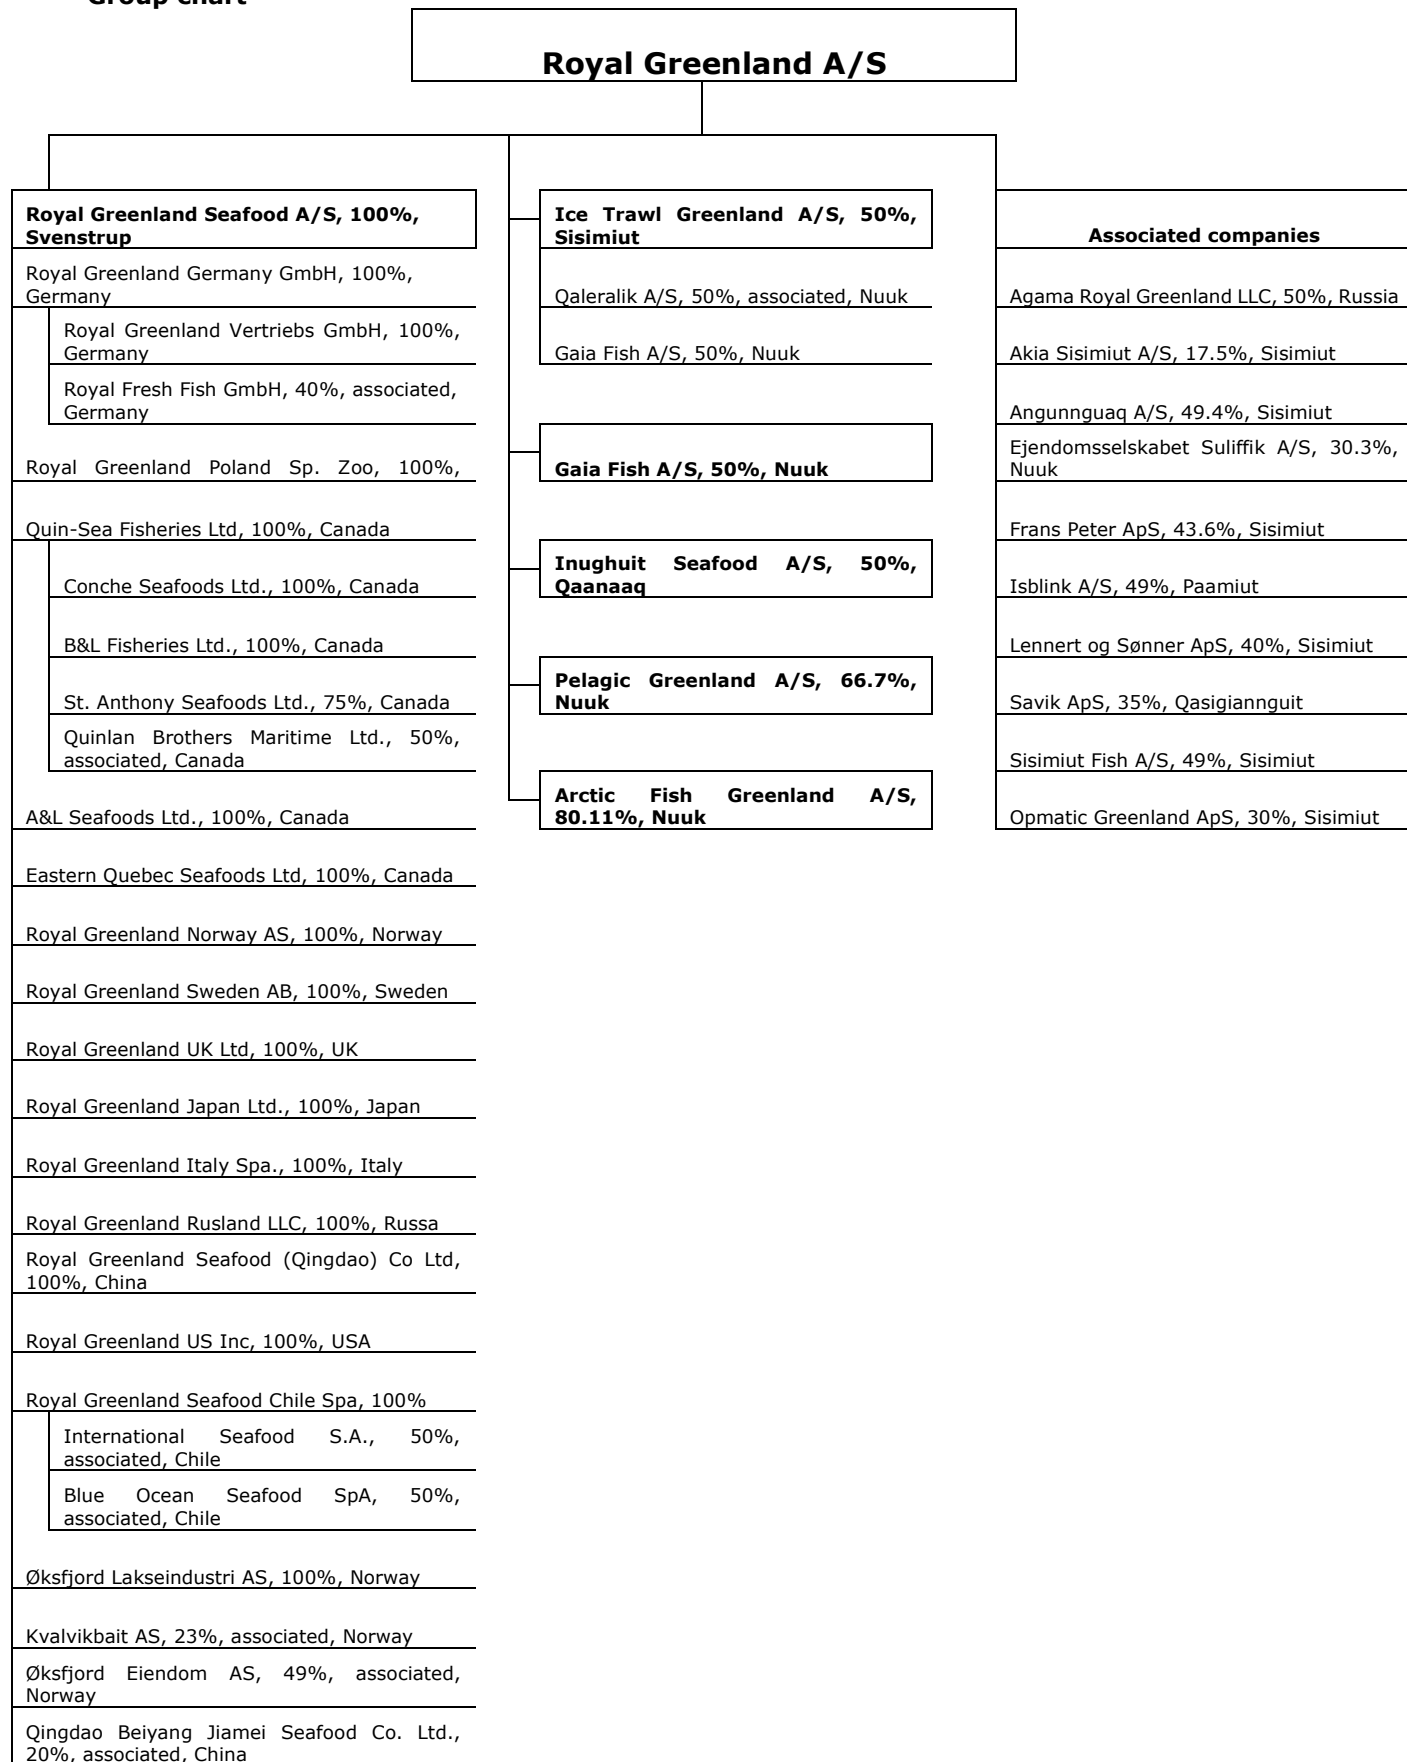 Group chart
Royal Greenland A/S
Royal Greenland Seafood A/S, 100%,
Svenstrup
Royal Greenland Germany GmbH, 100%,
Germany
Royal Greenland Vertriebs GmbH, 100%,
Germany
Royal Fresh Fish GmbH, 40%, associated,
Germany
Royal Greenland Poland Sp. Zoo, 100%,
Quin-Sea Fisheries Ltd, 100%, Canada
Conche Seafoods Ltd., 100%, Canada
B&L Fisheries Ltd., 100%, Canada
St. Anthony Seafoods Ltd., 75%, Canada
Quinlan Brothers Maritime Ltd., 50%,
associated, Canada
A&L Seafoods Ltd., 100%, Canada
Eastern Quebec Seafoods Ltd, 100%, Canada
Royal Greenland Norway AS, 100%, Norway
Royal Greenland Sweden AB, 100%, Sweden
Royal Greenland UK Ltd, 100%, UK
Royal Greenland Japan Ltd., 100%, Japan
Royal Greenland Italy Spa., 100%, Italy
Royal Greenland Rusland LLC, 100%, Russa
Royal Greenland Seafood (Qingdao) Co Ltd,
100%, China
Royal Greenland US Inc, 100%, USA
Royal Greenland Seafood Chile Spa, 100%
International Seafood S.A., 50%,
associated, Chile
Blue Ocean Seafood SpA, 50%,
associated, Chile
Øksfjord Lakseindustri AS, 100%, Norway
Kvalvikbait AS, 23%, associated, Norway
Øksfjord Eiendom AS, 49%, associated,
Norway
Qingdao Beiyang Jiamei Seafood Co. Ltd.,
20%, associated, China
Ice Trawl Greenland A/S, 50%,
Sisimiut
Qaleralik A/S, 50%, associated, Nuuk
Gaia Fish A/S, 50%, Nuuk
Gaia Fish A/S, 50%, Nuuk
Inughuit Seafood A/S, 50%,
Qaanaaq
Pelagic Greenland A/S, 66.7%,
Nuuk
Arctic Fish Greenland A/S,
80.11%, Nuuk
Associated companies
Agama Royal Greenland LLC, 50%, Russia
Akia Sisimiut A/S, 17.5%, Sisimiut
Angunnguaq A/S, 49.4%, Sisimiut
Ejendomsselskabet Suliffik A/S, 30.3%,
Nuuk
Frans Peter ApS, 43.6%, Sisimiut
Isblink A/S, 49%, Paamiut
Lennert og Sønner ApS, 40%, Sisimiut
Savik ApS, 35%, Qasigiannguit
Sisimiut Fish A/S, 49%, Sisimiut
Opmatic Greenland ApS, 30%, Sisimiut